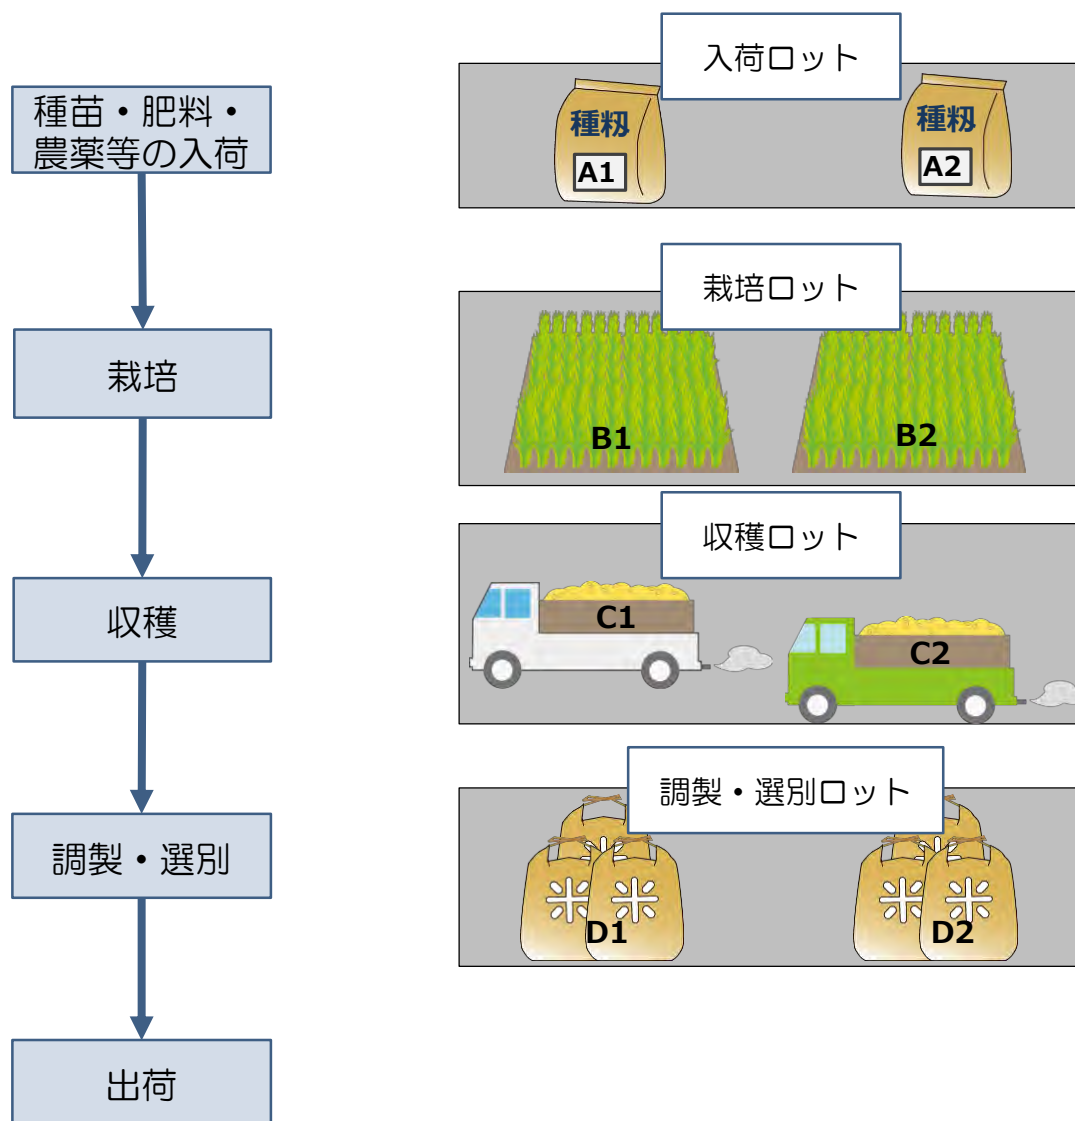 種苗・肥料・
農薬等の入荷
栽培
収穫
調製・選別
出荷
入荷ロット
種籾
A1
種籾
A2
栽培ロット
B1
B2
収穫ロット
C1
C2
調製・選別ロット
米
米
D1
米
米
D2